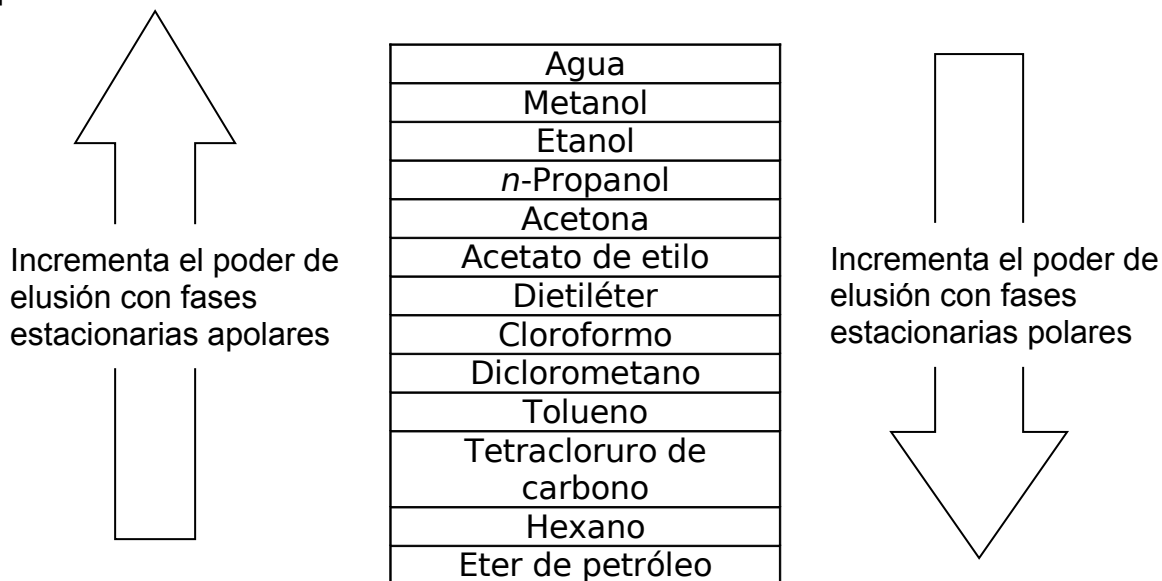 Agua
Metanol
Etanol
n-Propanol
Acetona
Acetato de etilo
Dietiléter
Cloroformo
Diclorometano
Tolueno
Tetracloruro de
carbono
Hexano
Eter de petróleo
Incrementa el poder de
elusión con fases
estacionarias apolares
Incrementa el poder de
elusión con fases
estacionarias polares